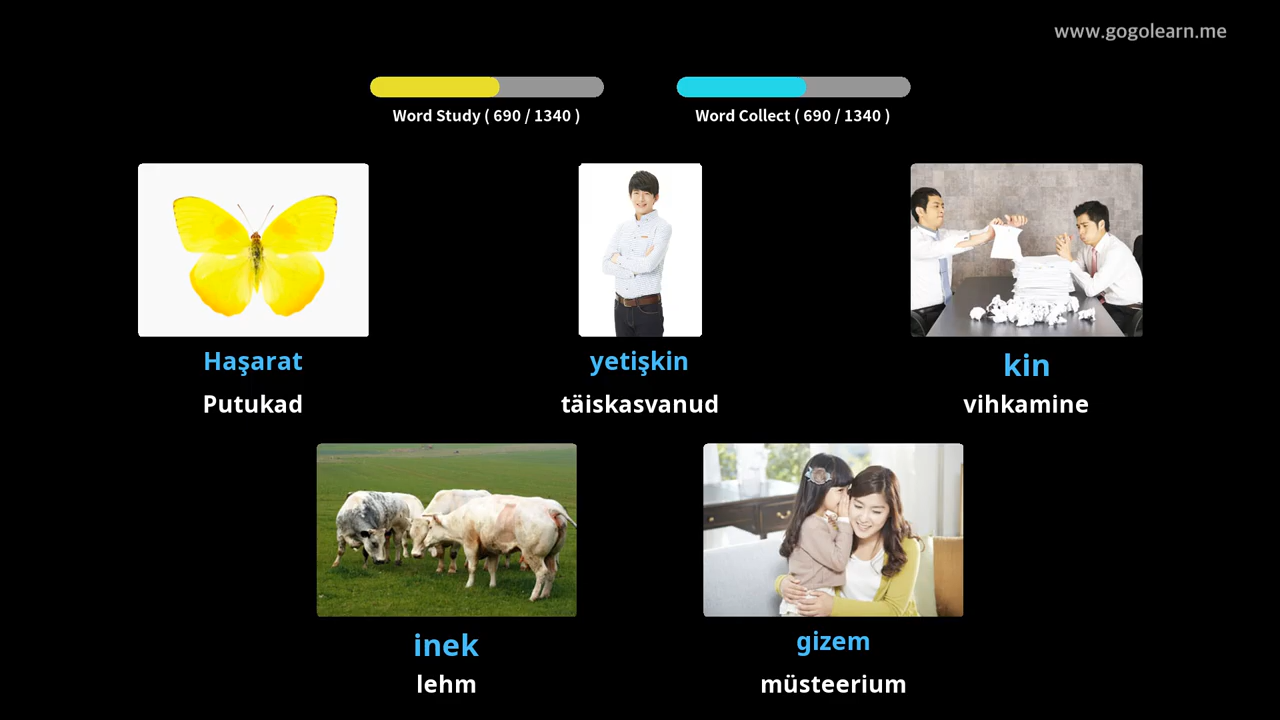 www.gogolearn.me
Word Study ( 690 / 1340 )
Word Collect ( 690 / 1340 )
Haşarat
Putukad
yetişkin
täiskasvanud
kin
vihkamine
inek
lehm
gizem
müsteerium